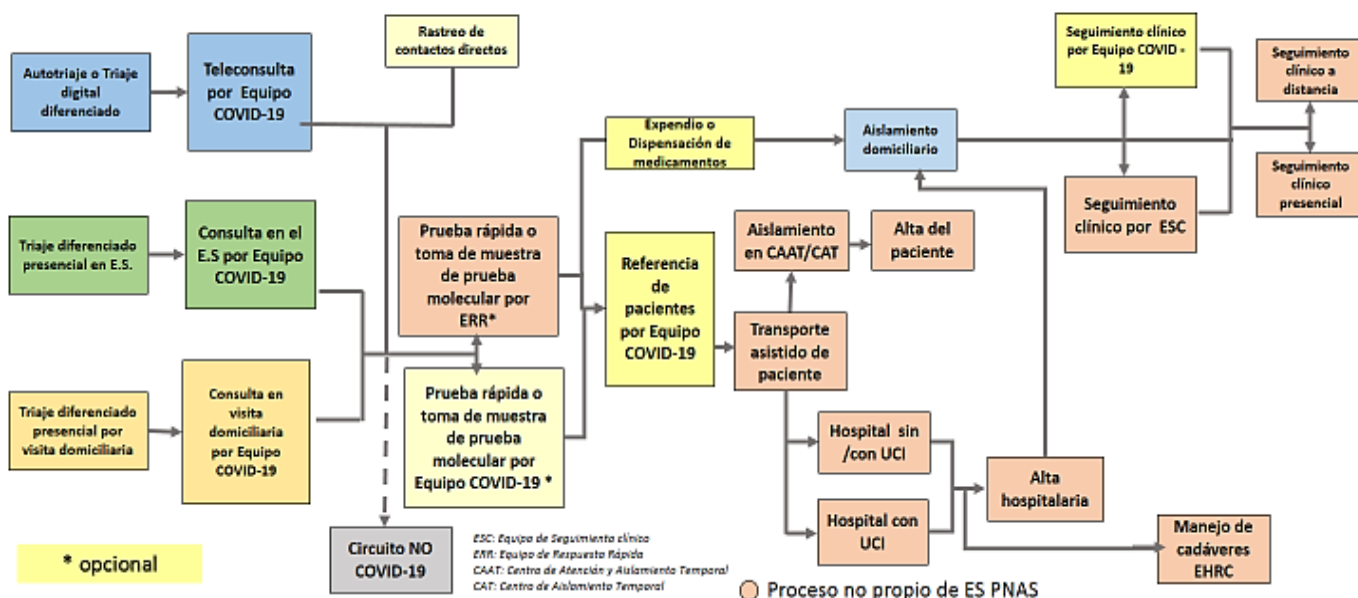 Autotriaje o Triaje
digital
diferenciado
Teleconsulta
por Equipo
COVID-19
Rastreo de
contactos directos
Triaje diferenciado
presencial en E.S.
Consulta en el
E.S por Equipo
COVID-19
Triaje diferenciado
presencial por
visita domiciliaria
Consulta en
visita
domiciliaria
por Equipo
COVID-19
Prueba rápida o
toma de muestra
de prueba
molecular por
ERR*
Prueba rápida o
toma de muestra
de prueba
molecular por
Equipo COVID-19 *
Circuito NO
COVID-19
Expendio o
Dispensación de
medicamentos
Referencia
de
pacientes
por Equipo
COVID-19
Aislamiento
domiciliario
Aislamiento
en CAAT/CAT
Alta del
paciente
Transporte
asistido de
paciente
Hospital sin
/con UCI
Hospital con
UCI
Alta
hospitalaria
Manejo de
cadáveres
EHRC
Seguimiento clínico
por Equipo COVID -
19
Seguimiento
clínico por ESC
Seguimiento
clínico a
distancia
Seguimiento
clínico
presencial
* opcional
ESC: Equipo de Seguimiento clínico
ERR: Equipo de Respuesta Rápida
CAAT: Centro de Atención y Aislamiento Temporal
CAT: Centro de Aislamiento Temporal
Proceso no propio de ES PNAS